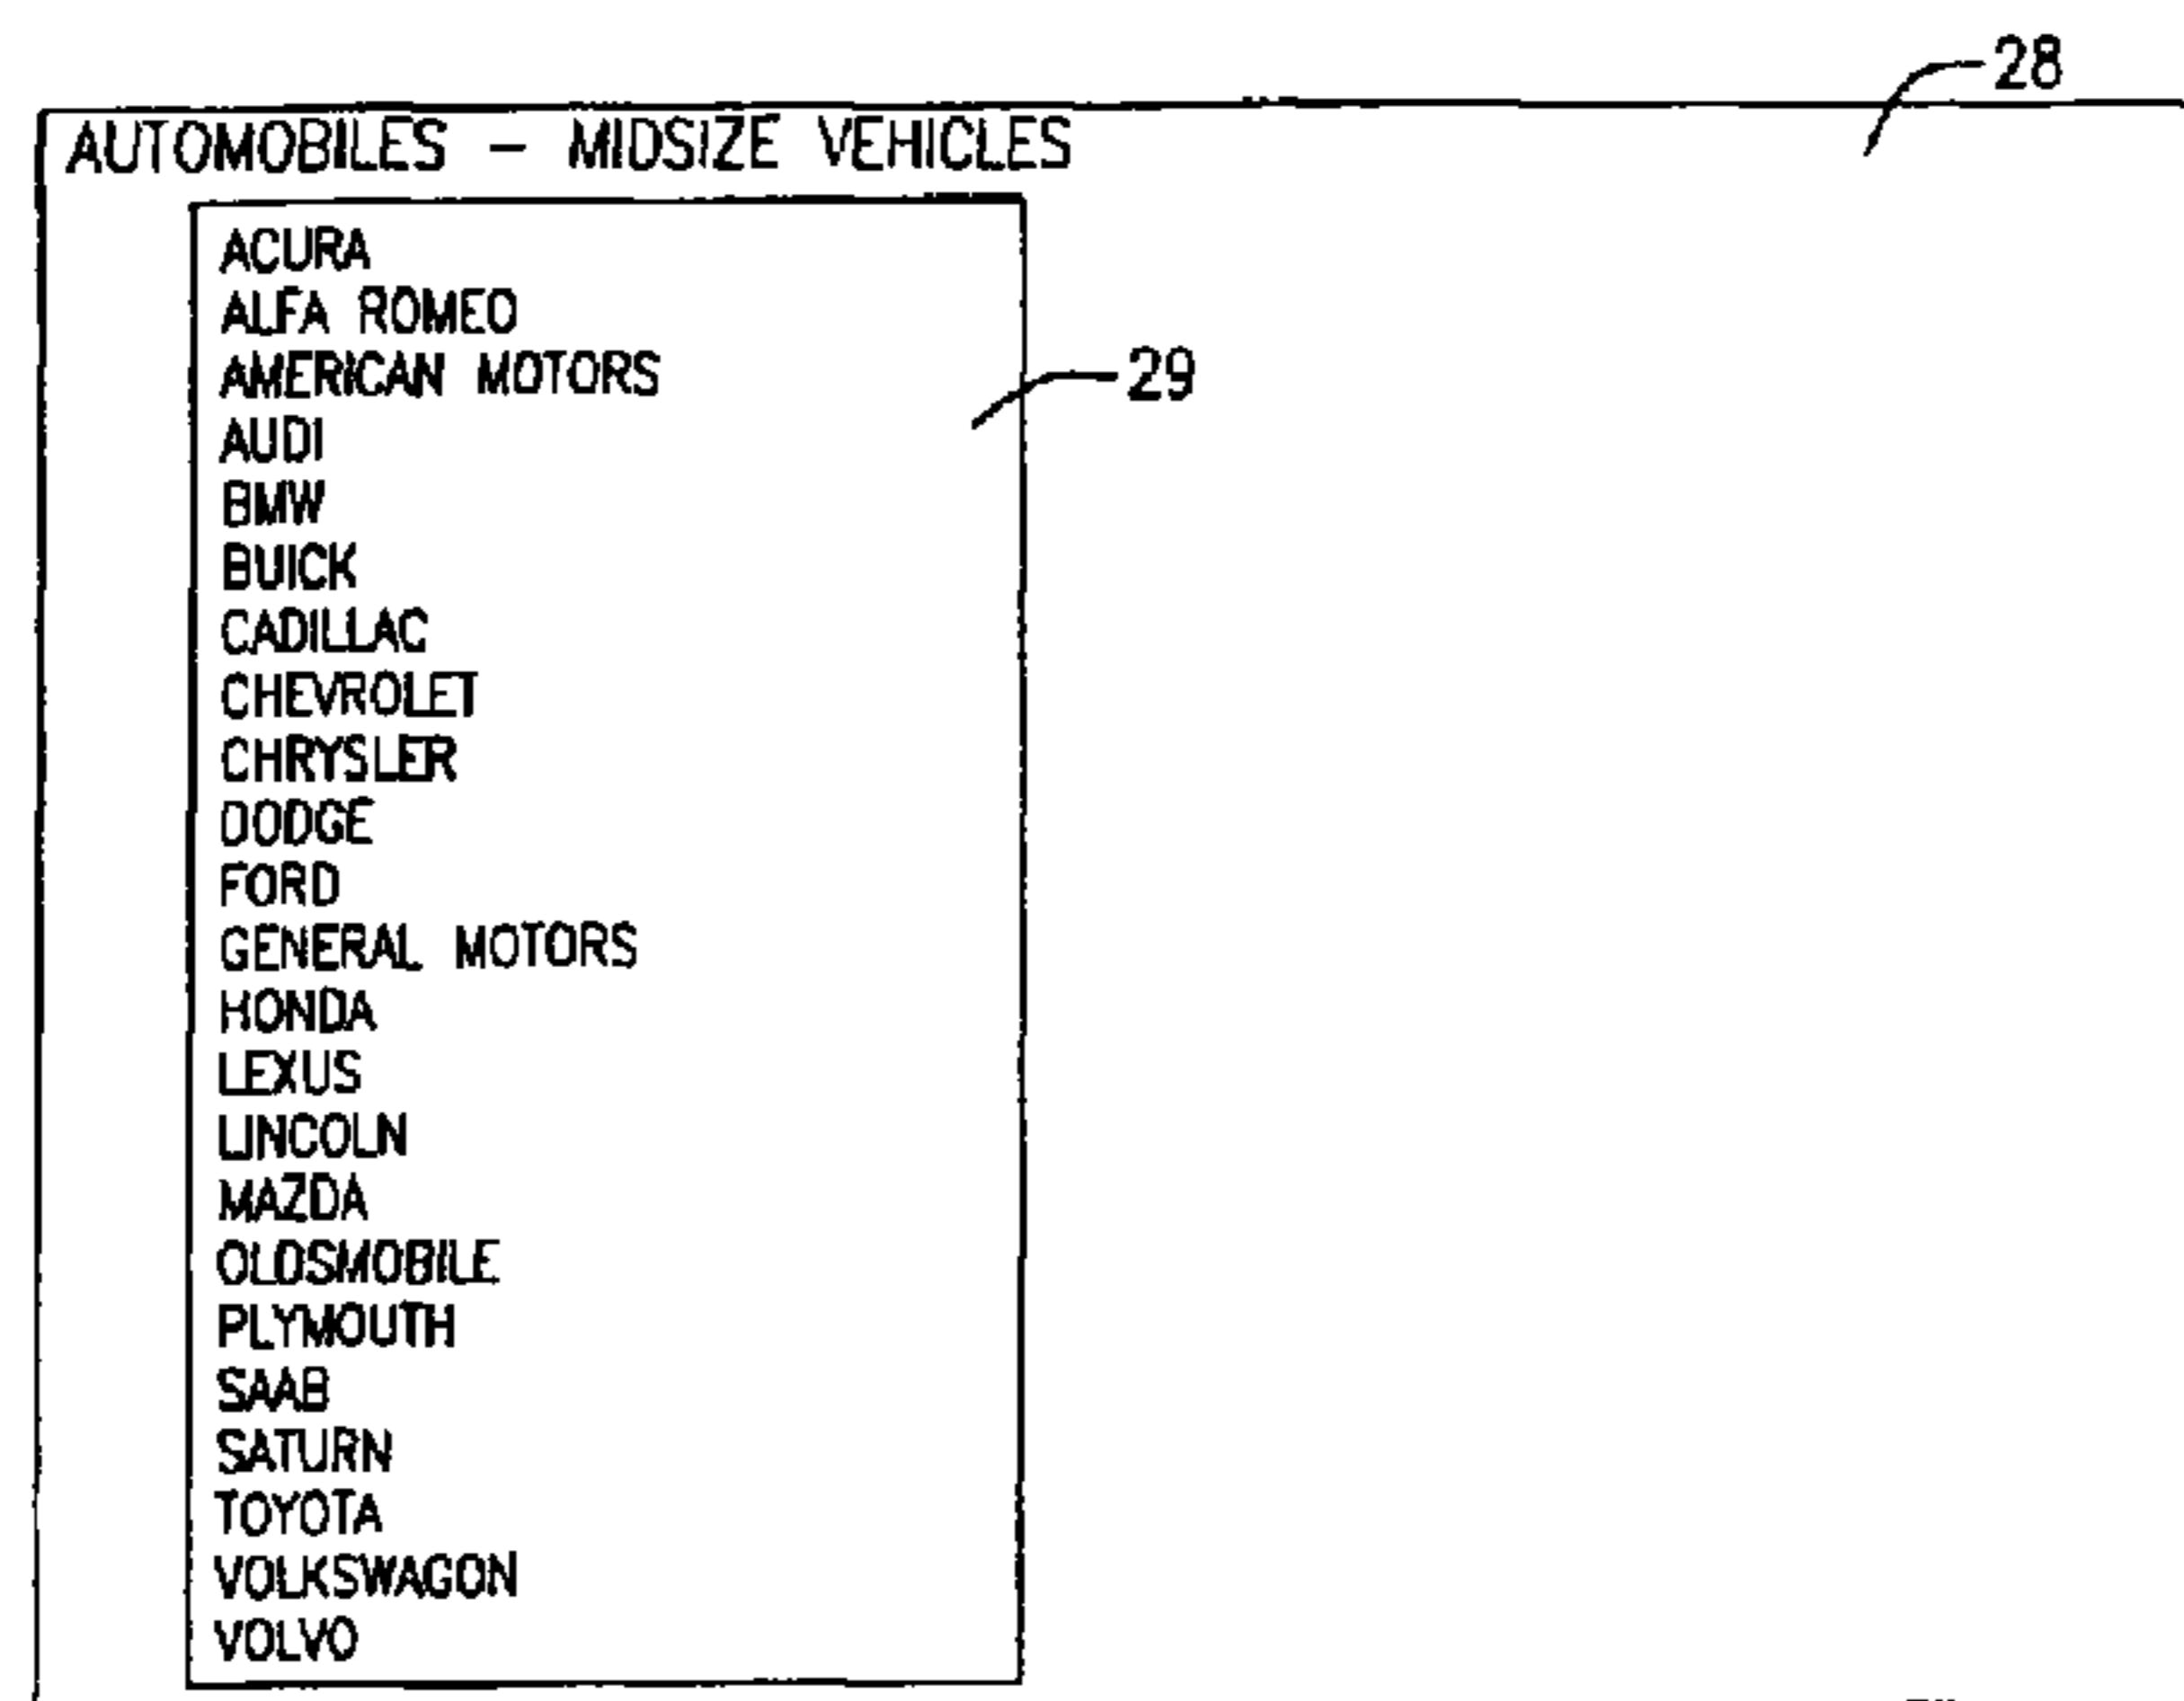 28
AUTOMOBILES – MIDSIZE VEHICLES
ACURA
ALFA ROMEO
AMERICAN MOTORS
29
AUDI
BMW
BUICK
CADILLAC
CHEVROLET
CHRYSLER
DODGE
FORD
GENERAL MOTORS
HONDA
LEXUS
LINCOLN
MAZDA
OLDSMOBILE
PLYMOUTH
SAAB
SATURN
TOYOTA
VOLKSWAGON
VOLVO